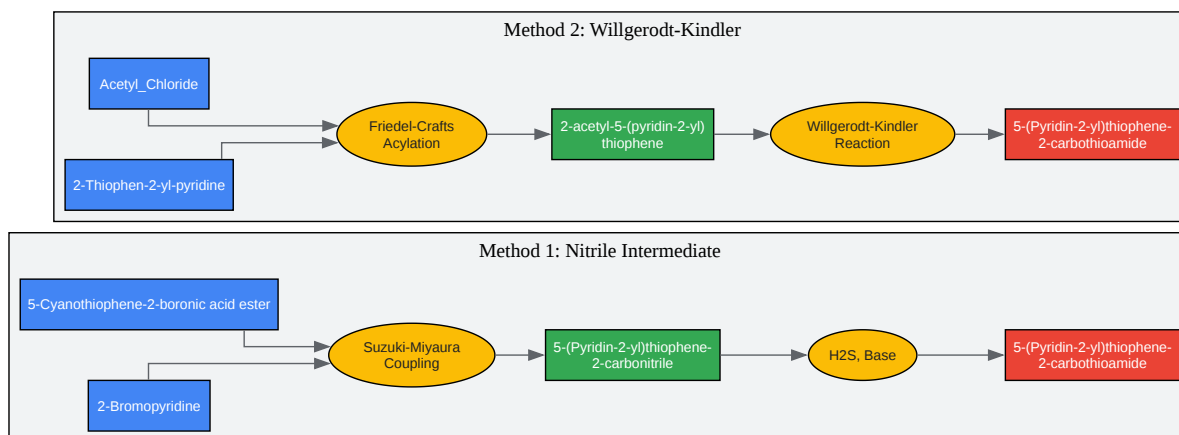 Method 2: Willgerodt-Kindler
Acetyl_Chloride
2-Thiophen-2-yl-pyridine
Friedel-Crafts
Acylation
2-acetyl-5-(pyridin-2-yl)
thiophene
Willgerodt-Kindler
Reaction
5-(Pyridin-2-yl)thiophene-
2-carbothioamide
Method 1: Nitrile Intermediate
5-Cyanothiophene-2-boronic acid ester
2-Bromopyridine
Suzuki-Miyaura
Coupling
5-(Pyridin-2-yl)thiophene-
2-carbonitrile
H2S, Base
5-(Pyridin-2-yl)thiophene-
2-carbothioamide